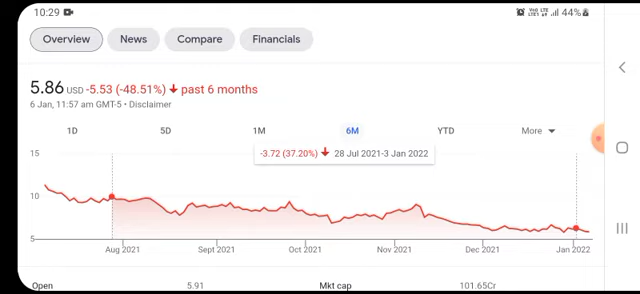 10:29
44%
Overview News Compare Financials
5.86 USD -5.53 (-48.51%) past 6 months
6 Jan, 11:57 am GMT-5 • Disclaimer
1D 5D 1M 6M YTD More
-3.72 (37.20%) 28 Jul 2021-3 Jan 2022
15
10
5
Aug 2021 Sept 2021 Oct 2021 Nov 2021 Dec 2021 Jan 2022
Open 5.91 Mkt cap 101.65Cr